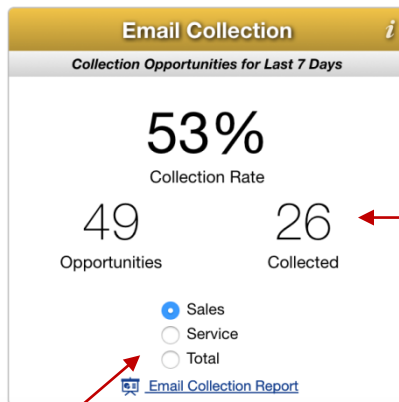 Email Collection i
Collection Opportunities for Last 7 Days
53%
Collection Rate
49 26
Opportunities Collected
Sales
Service
Total
Email Collection Report